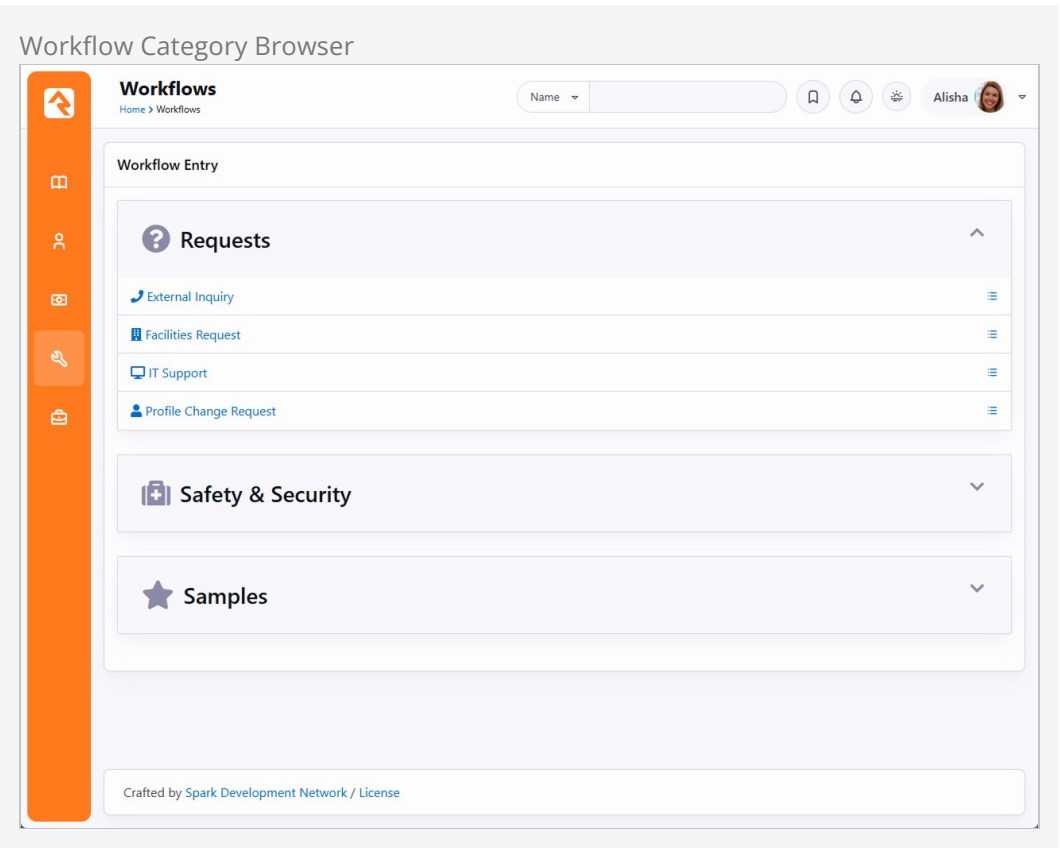 Workflow Category Browser
Workflows
Home > Workflows
Name
Alisha
Workflow Entry
Requests
External Inquiry
Facilities Request
IT Support
Profile Change Request
Safety & Security
Samples
Crafted by Spark Development Network / License